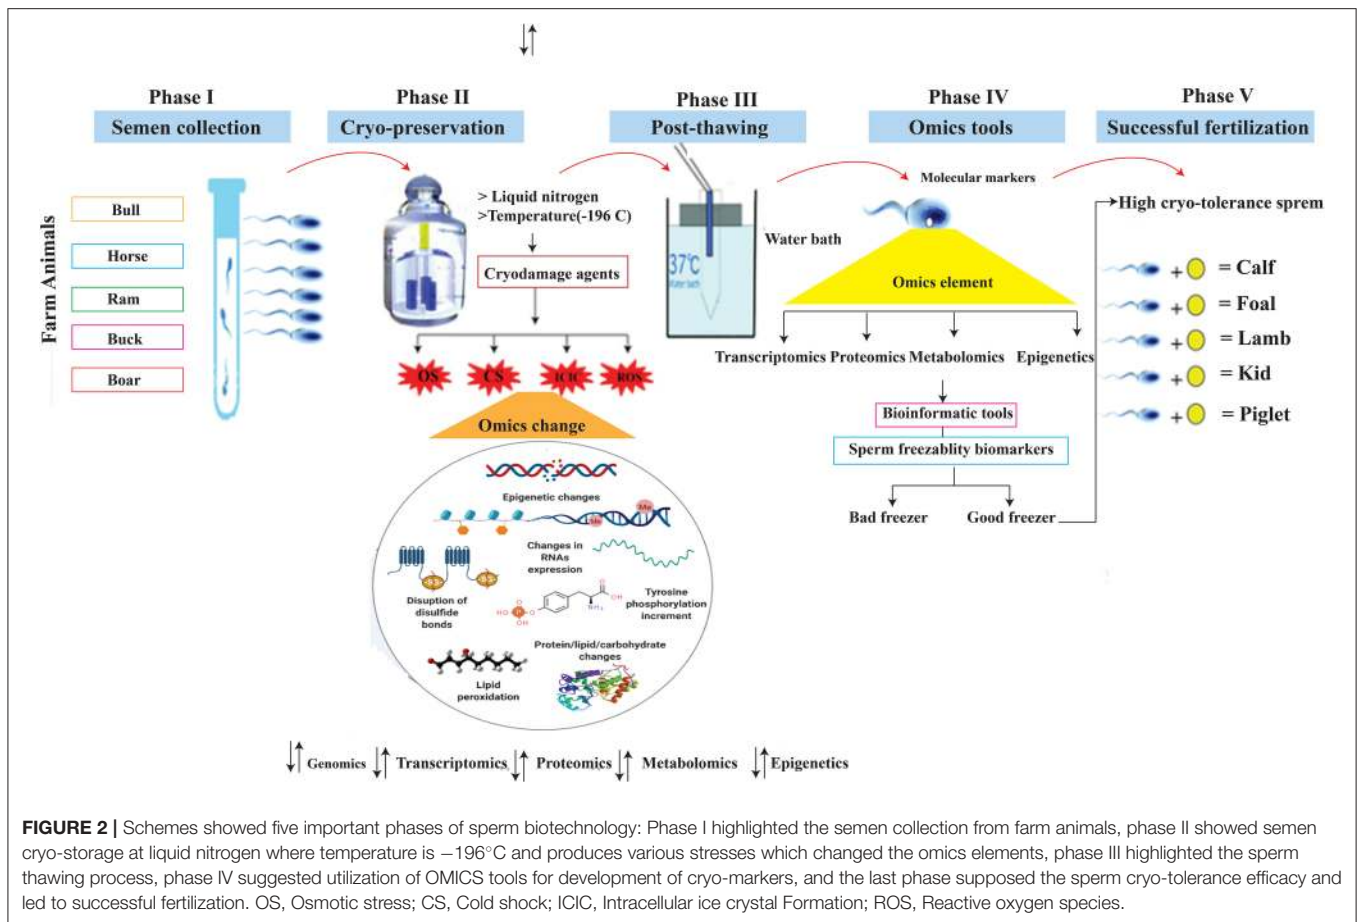 Phase I
Semen collection
Phase II
Cryo-preservation
Phase III
Post-thawing
Phase IV
Omics tools
Phase V
Successful fertilization
Farm Animals
Bull
Horse
Ram
Buck
Boar
> Liquid nitrogen
>Temperature(-196 C)
Cryodamage agents
OS
CS
ICIC
ROS
Omics change
Epigenetic changes
Me
Me
Changes in
RNAs
expression
S S
S S
Disuption of
disulfide
bonds
O
HO
P
O
OH
O
OH
NH₂
Tyrosine
phosphorylation
increment
Protein/lipid/carbohydrate
changes
Lipid
peroxidation
37°C
Water bath
Water bath
Molecular markers
Omics element
Transcriptomics
Proteomics
Metabolomics
Epigenetics
Bioinformatic tools
Sperm freezablity biomarkers
Bad freezer
Good freezer
High cryo-tolerance sprem
+ = Calf
+ = Foal
+ = Lamb
+ = Kid
+ = Piglet
Genomics
Transcriptomics
Proteomics
Metabolomics
Epigenetics
FIGURE 2 | Schemes showed five important phases of sperm biotechnology: Phase I highlighted the semen collection from farm animals, phase II showed semen
cryo-storage at liquid nitrogen where temperature is −196°C and produces various stresses which changed the omics elements, phase III highlighted the sperm
thawing process, phase IV suggested utilization of OMICS tools for development of cryo-markers, and the last phase supposed the sperm cryo-tolerance efficacy and
led to successful fertilization. OS, Osmotic stress; CS, Cold shock; ICIC, Intracellular ice crystal Formation; ROS, Reactive oxygen species.